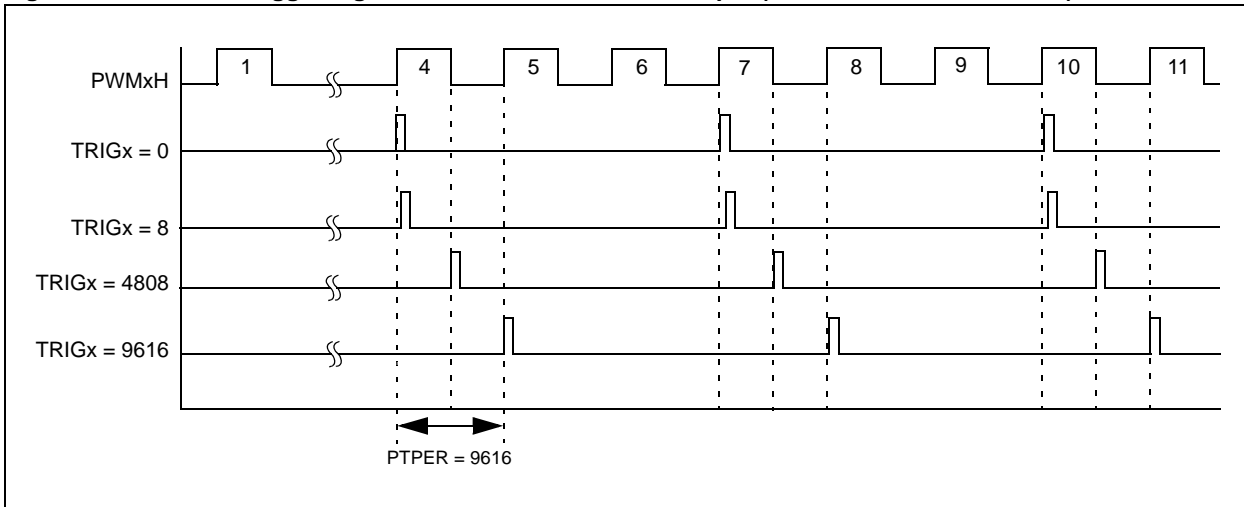 1 4 5 6 7 8 9 10 11
PWMxH
TRIGx = 0
TRIGx = 8
TRIGx = 4808
TRIGx = 9616
PTPER = 9616